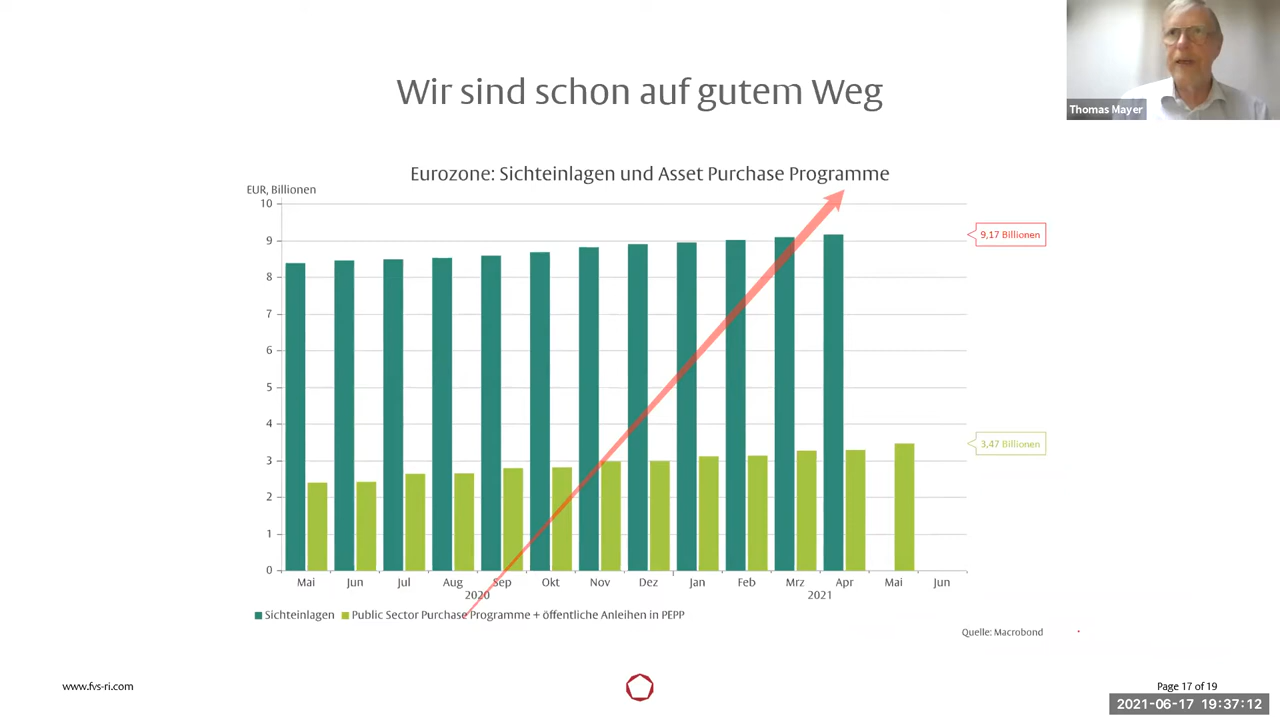 Thomas Mayer
Wir sind schon auf gutem Weg
Eurozone: Sichteinlagen und Asset Purchase Programme
EUR, Billionen
10
9
8
7
6
5
4
3
2
1
0
9,17 Billionen
3,47 Billionen
Mai Jun Jul Aug Sep Okt Nov Dez Jan Feb Mrz Apr Mai Jun
2020 2021
Sichteinlagen Public Sector Purchase Programme + öffentliche Anleihen in PEPP
Quelle: Macrobond
www.fvs-ri.com
Page 17 of 19
2021-06-17 19:37:12